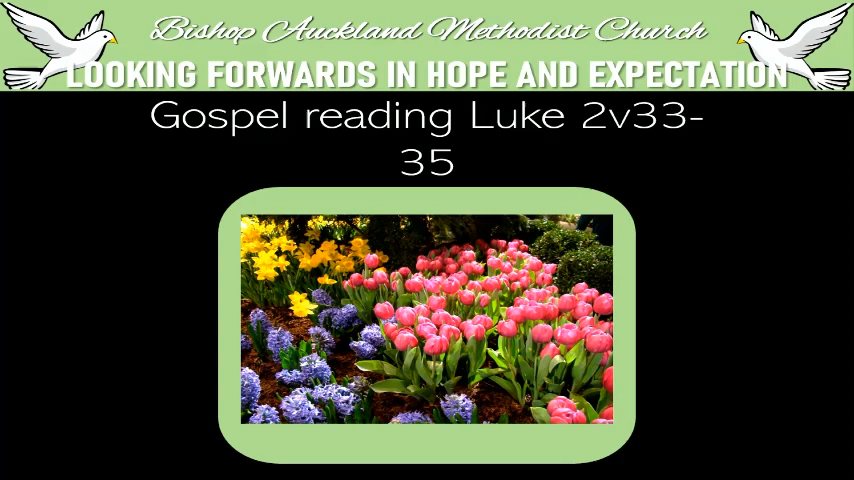 Bishop Auckland Methodist Church
LOOKING FORWARDS IN HOPE AND EXPECTATION
Gospel reading Luke 2v33-
35